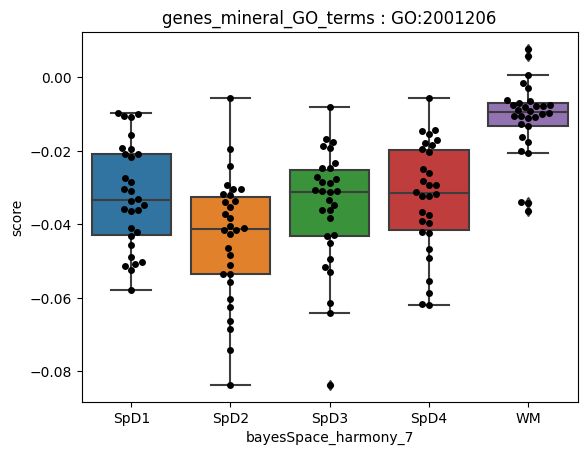 genes_mineral_GO_terms : GO:2001206
0.00
−0.02
−0.04
−0.06
−0.08
score
SpD1 SpD2 SpD3 SpD4 WM
bayesSpace_harmony_7